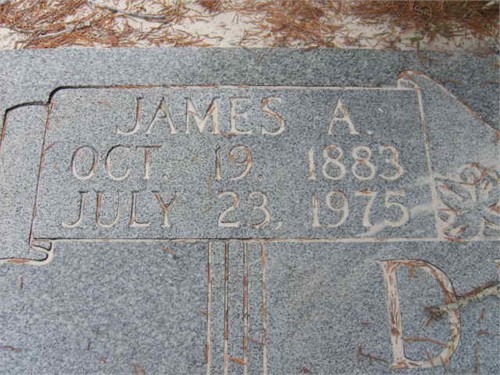 JAMES A.
OCT. 19, 1883
JULY 23, 1975
D